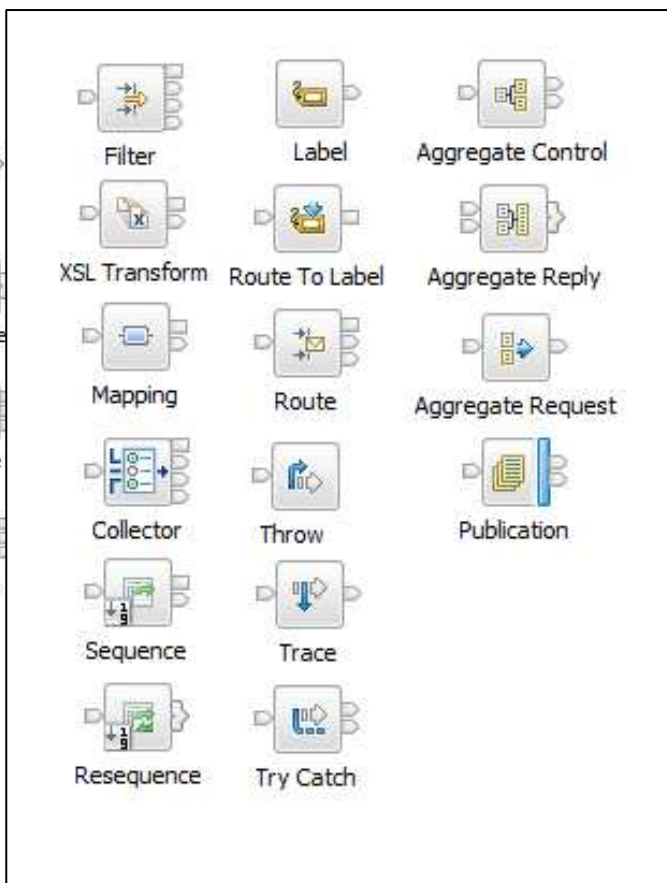 Filter
Label
Aggregate Control
XSL Transform
Route To Label
Aggregate Reply
Mapping
Route
Aggregate Request
Collector
Throw
Publication
Sequence
Trace
Resequence
Try Catch